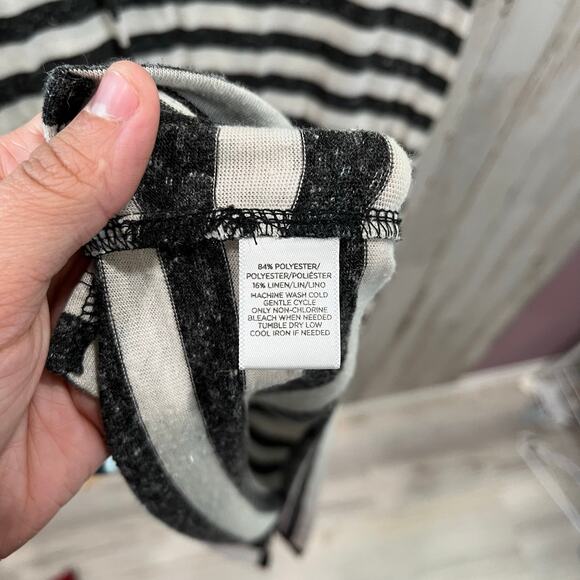 84% POLYESTER/
POLYESTER/POLIÉSTER
16% LINEN/LIN/LINO
MACHINE WASH COLD
GENTLE CYCLE
ONLY NON-CHLORINE
BLEACH WHEN NEEDED
TUMBLE DRY LOW
COOL IRON IF NEEDED